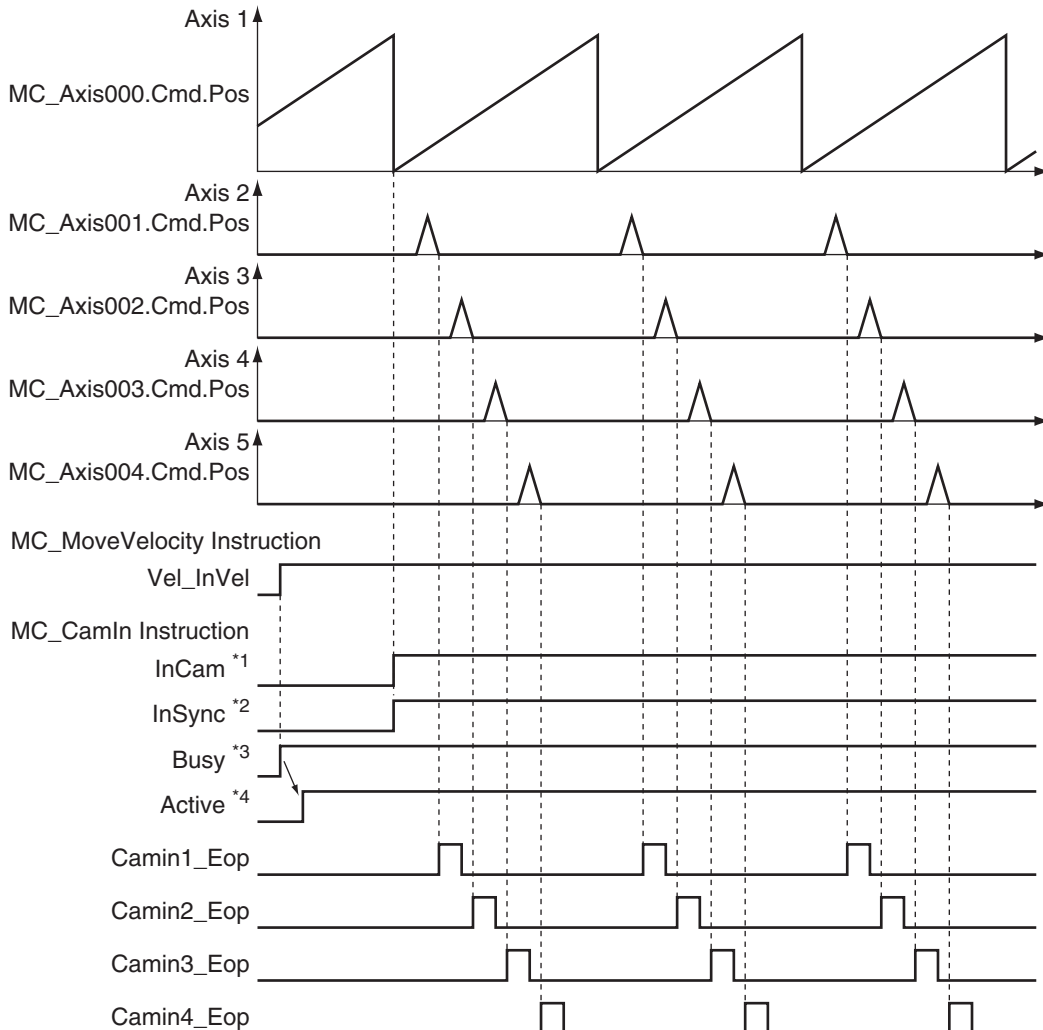 Axis 1
MC_Axis000.Cmd.Pos
Axis 2
MC_Axis001.Cmd.Pos
Axis 3
MC_Axis002.Cmd.Pos
Axis 4
MC_Axis003.Cmd.Pos
Axis 5
MC_Axis004.Cmd.Pos
MC_MoveVelocity Instruction
Vel_InVel
MC_CamIn Instruction
InCam *1
InSync *2
Busy *3
Active *4
Camin1_Eop
Camin2_Eop
Camin3_Eop
Camin4_Eop